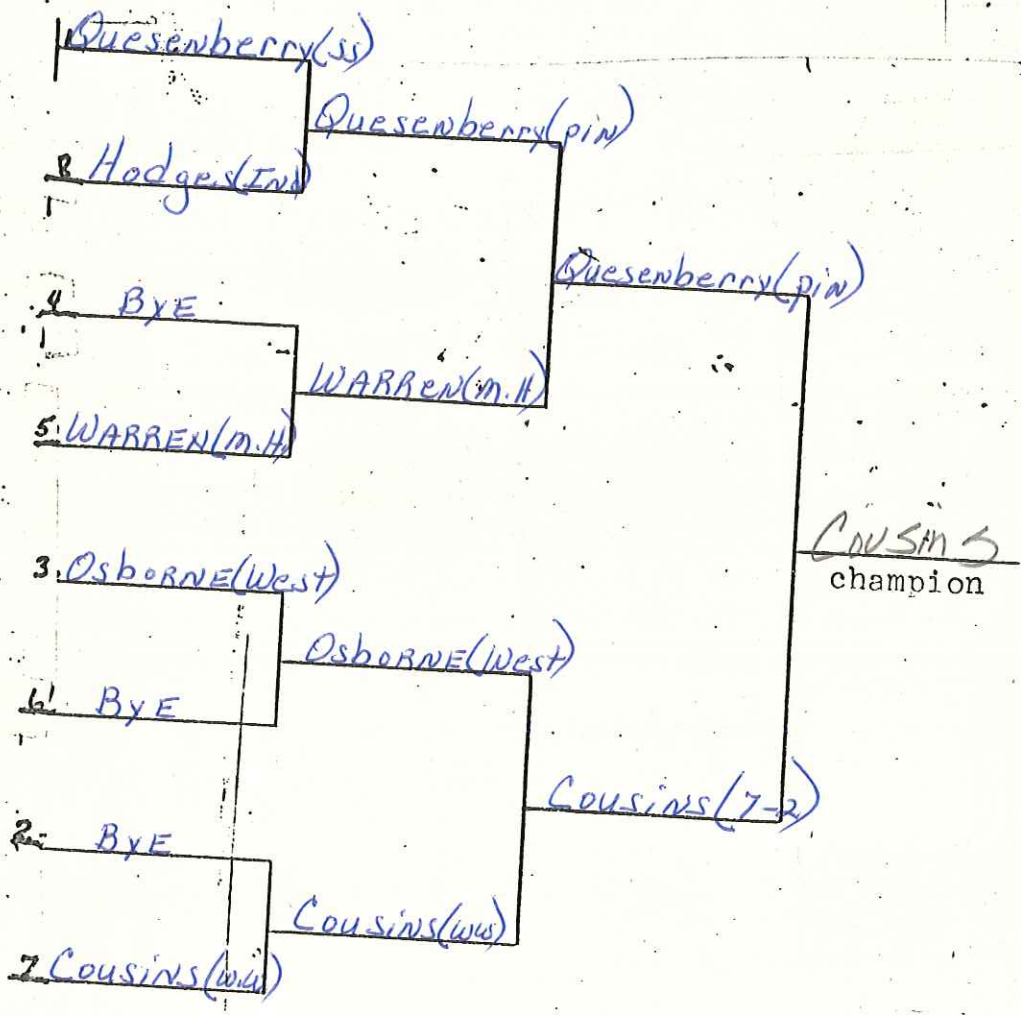 1 Quesenberry(ss)
Quesenberry(pin)
8 Hodges(Ind)
Quesenberry(pin)
4 ByE
WARREN(M.H)
5. WARREN(M.H)
Cousins
champion
3. OsboRNE(West)
OsboRNE(West)
6 ByE
Cousins(7-2)
2 ByE
Cousins(ww)
7 Cousins(w.w)